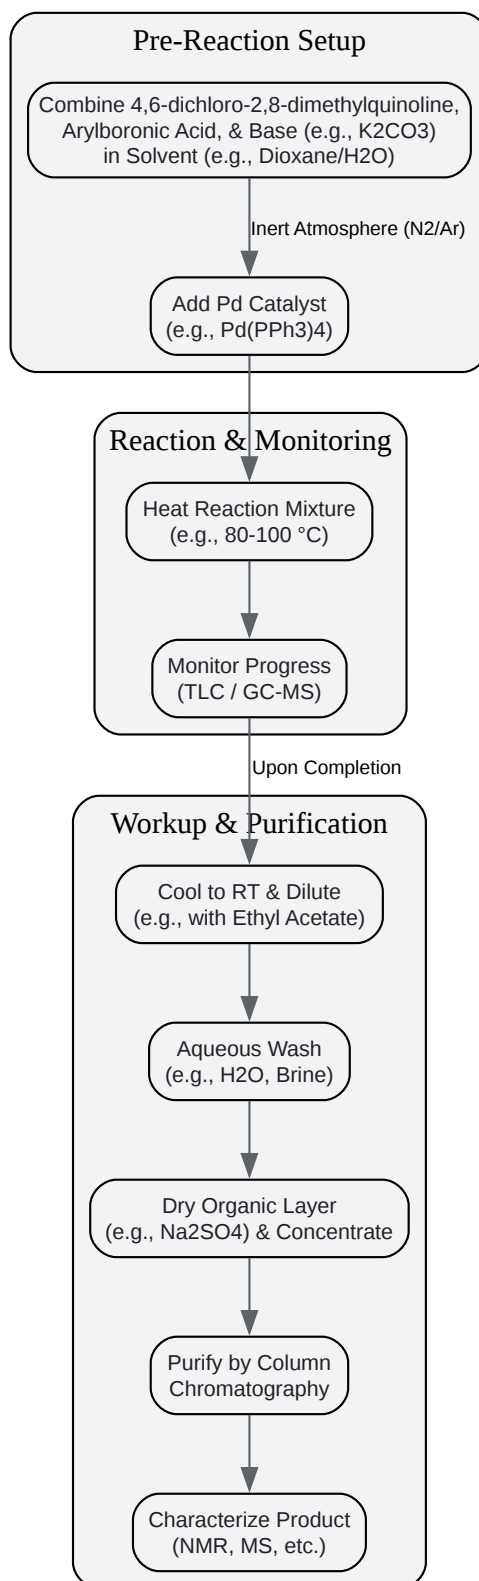 Pre-Reaction Setup
Combine 4,6-dichloro-2,8-dimethylquinoline,
Arylboronic Acid, & Base (e.g., K2CO3)
in Solvent (e.g., Dioxane/H2O)
Inert Atmosphere (N2/Ar)
Add Pd Catalyst
(e.g., Pd(PPh3)4)
Reaction & Monitoring
Heat Reaction Mixture
(e.g., 80-100 °C)
Monitor Progress
(TLC / GC-MS)
Upon Completion
Workup & Purification
Cool to RT & Dilute
(e.g., with Ethyl Acetate)
Aqueous Wash
(e.g., H2O, Brine)
Dry Organic Layer
(e.g., Na2SO4) & Concentrate
Purify by Column
Chromatography
Characterize Product
(NMR, MS, etc.)